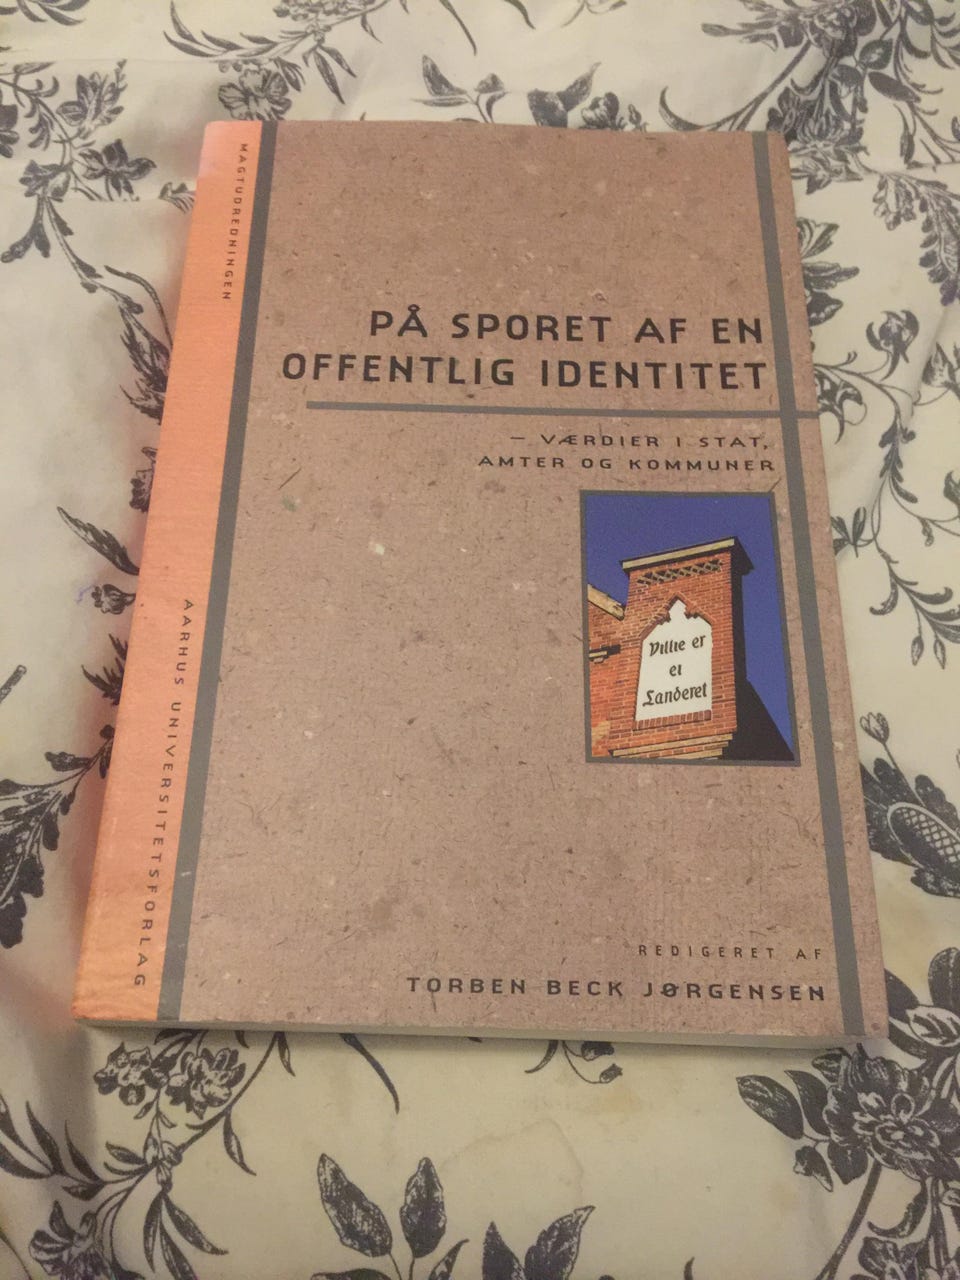 MAGTUDREDNINGEN
PÅ SPORET AF EN
OFFENTLIG IDENTITET
– VÆRDIER I STAT,
AMTER OG KOMMUNER
Villie er
ei
Landeret
AARHUS UNIVERSITETSFORLAG
REDIGERET AF
TORBEN BECK JØRGENSEN